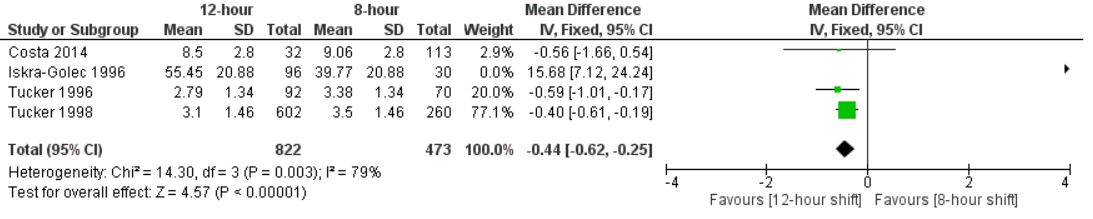 12-hour 8-hour Mean Difference Mean Difference
Study or Subgroup Mean SD Total Mean SD Total Weight IV, Fixed, 95% CI IV, Fixed, 95% CI
Costa 2014 8.5 2.8 32 9.06 2.8 113 2.9% -0.56 [-1.66, 0.54]
Iskra-Golec 1996 55.45 20.88 96 39.77 20.88 30 0.0% 15.68 [7.12, 24.24]
Tucker 1996 2.79 1.34 92 3.38 1.34 70 20.0% -0.59 [-1.01, -0.17]
Tucker 1998 3.1 1.46 602 3.5 1.46 260 77.1% -0.40 [-0.61, -0.19]
Total (95% CI) 822 473 100.0% -0.44 [-0.62, -0.25]
Heterogeneity: Chi² = 14.30, df = 3 (P = 0.003); I² = 79%
Test for overall effect: Z = 4.57 (P < 0.00001)
-4 -2 0 2 4
Favours [12-hour shift] Favours [8-hour shift]